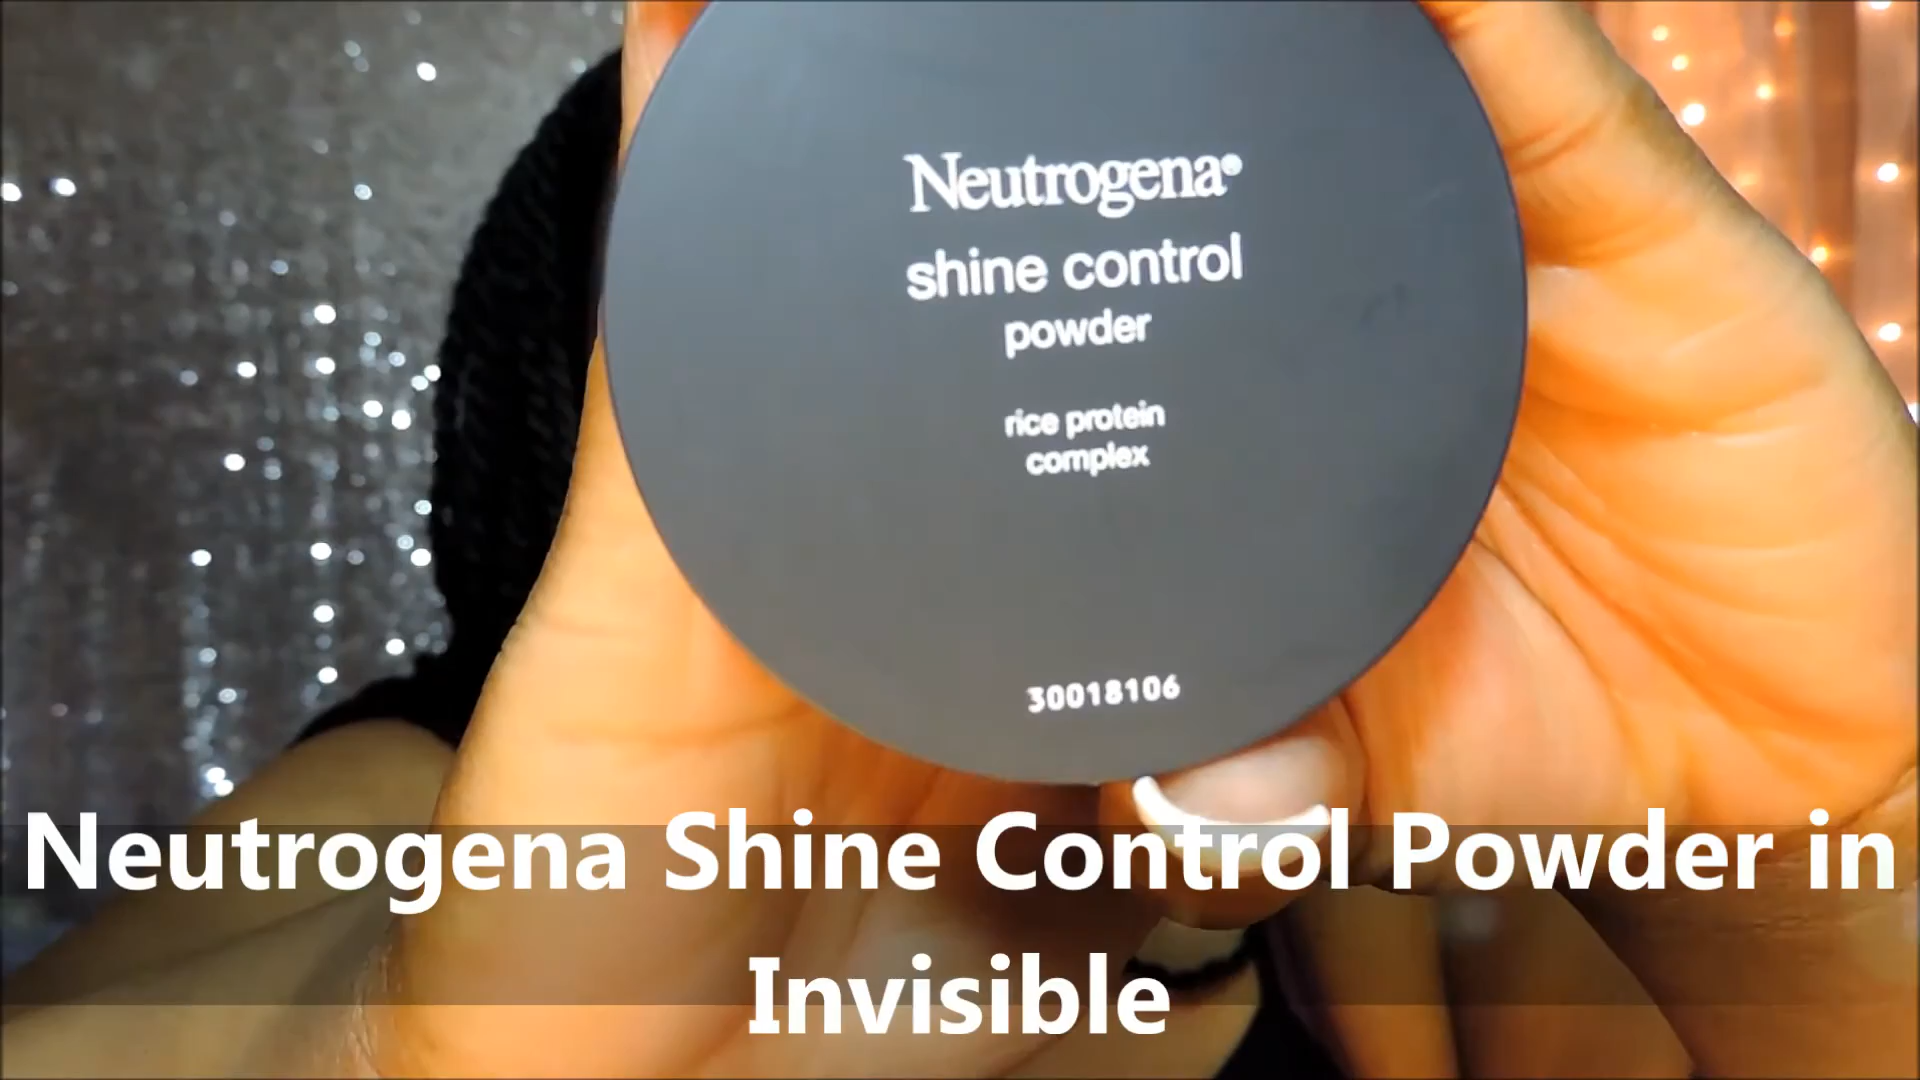 Neutrogena®
shine control
powder
rice protein
complex
30018106
Neutrogena Shine Control Powder in
Invisible